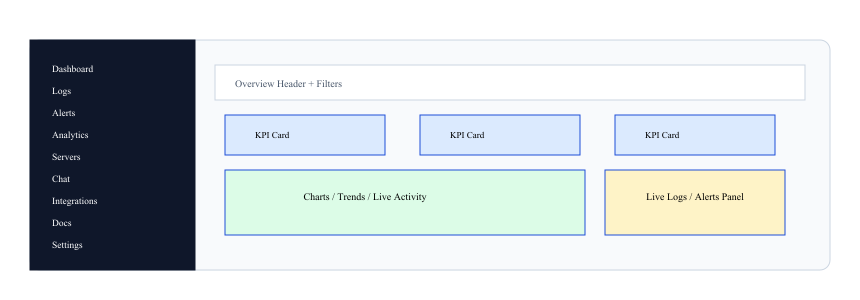 Dashboard
Logs
Alerts
Analytics
Servers
Chat
Integrations
Docs
Settings
Overview Header + Filters
KPI Card
KPI Card
KPI Card
Charts / Trends / Live Activity
Live Logs / Alerts Panel